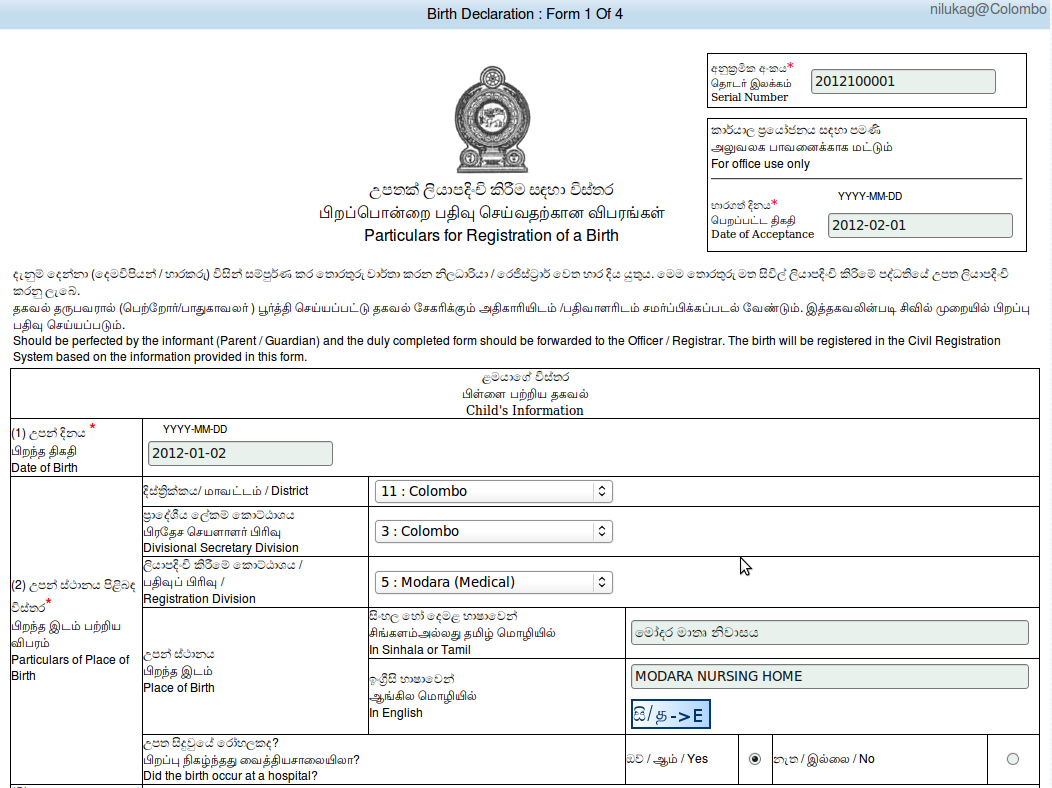 Birth Declaration : Form 1 Of 4
nilukag@Colombo
අනුක්‍රමික අංකය*
தொடர் இலக்கம்
Serial Number
2012100001
කාර්යාල ප්‍රයෝජනය සඳහා පමණි
அலுவலக பாவனைக்காக மட்டும்
For office use only
YYYY-MM-DD
භාරගත් දිනය*
பெறப்பட்ட திகதி
Date of Acceptance
2012-02-01
උපතක් ලියාපදිංචි කිරීම සඳහා විස්තර
பிறப்பொன்றை பதிவு செய்வதற்கான விபரங்கள்
Particulars for Registration of a Birth
දැනුම් දෙන්නා (දෙමව්පියන් / භාරකරු) විසින් සම්පුර්ණ කර තොරතුරු වාර්තා කරන නිලධාරියා / රෙජිස්ට්‍රාර් වෙත භාර දිය යුතුය. මෙම තොරතුරු මත සිවිල් ලියාපදිංචි කිරිමේ පද්ධතියේ උපත ලියාපදිංචි
කරනු ලැබේ.
தகவல் தருபவரால் (பெற்றோர்/பாதுகாவலர் ) பூர்த்தி செய்யப்பட்டு தகவல் சேகரிக்கும் அதிகாரியிடம் /பதிவாளரிடம் சமர்ப்பிக்கப்படல் வேண்டும். இத்தகவலின்படி சிவில் முறையில் பிறப்பு
பதிவு செய்யப்படும்.
Should be perfected by the informant (Parent / Guardian) and the duly completed form should be forwarded to the Officer / Registrar. The birth will be registered in the Civil Registration
System based on the information provided in this form.
ළමයාගේ විස්තර
பிள்ளை பற்றிய தகவல்
Child's Information
(1) උපන් දිනය *
பிறந்த திகதி
Date of Birth
YYYY-MM-DD
2012-01-02
(2) උපන් ස්ථානය පිළිබඳ
විස්තර*
பிறந்த இடம் பற்றிய
விபரம்
Particulars of Place of
Birth
දිස්ත්‍රික්කය/ மாவட்டம் / District
11 : Colombo
ප්‍රාදේශීය ලේකම් කොට්ඨාශය
பிரதேச செயளாளர் பிரிவு
Divisional Secretary Division
3 : Colombo
ලියාපදිංචි කිරීමේ කොට්ඨාශය /
பதிவுப் பிரிவு /
Registration Division
5 : Modara (Medical)
උපන් ස්ථානය
பிறந்த இடம்
Place of Birth
සිංහල හෝ දෙමළ භාෂාවෙන්
சிங்களம்அல்லது தமிழ் மொழியில்
In Sinhala or Tamil
මෝදර මාතෘ නිවාසය
ඉංග්‍රීසි භාෂාවෙන්
ஆங்கில மொழியில்
In English
MODARA NURSING HOME
සි/த->E
උපත සිදුවුයේ රෝහලකද?
பிறப்பு நிகழ்ந்தது வைத்தியசாலையிலா?
Did the birth occur at a hospital?
ඔව් / ஆம் / Yes
නැත / இல்லை / No